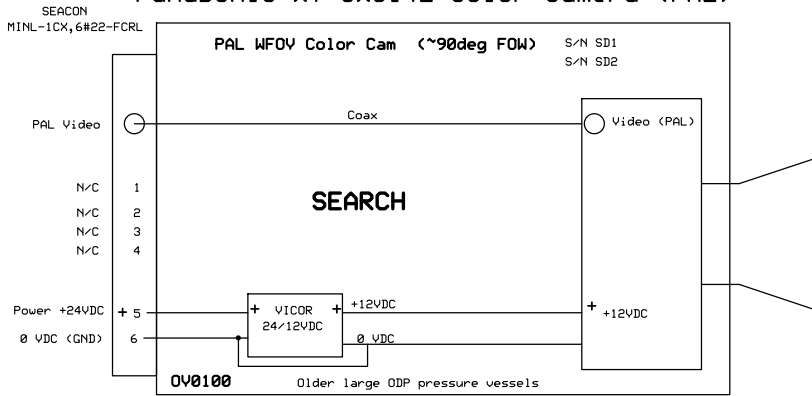 SEACON
MINL-1CX,6#22-FCRL
PAL WFOV Color Cam (~90deg FOW)
S/N SD1
S/N SD2
PAL Video
Coax
Video (PAL)
N/C 1
N/C 2
N/C 3
N/C 4
SEARCH
Power +24VDC + 5
+ VICOR +
24/12VDC
+12VDC
+
+12VDC
0 VDC (GND) 6
0 VDC
OV0100
Older large ODP pressure vessels